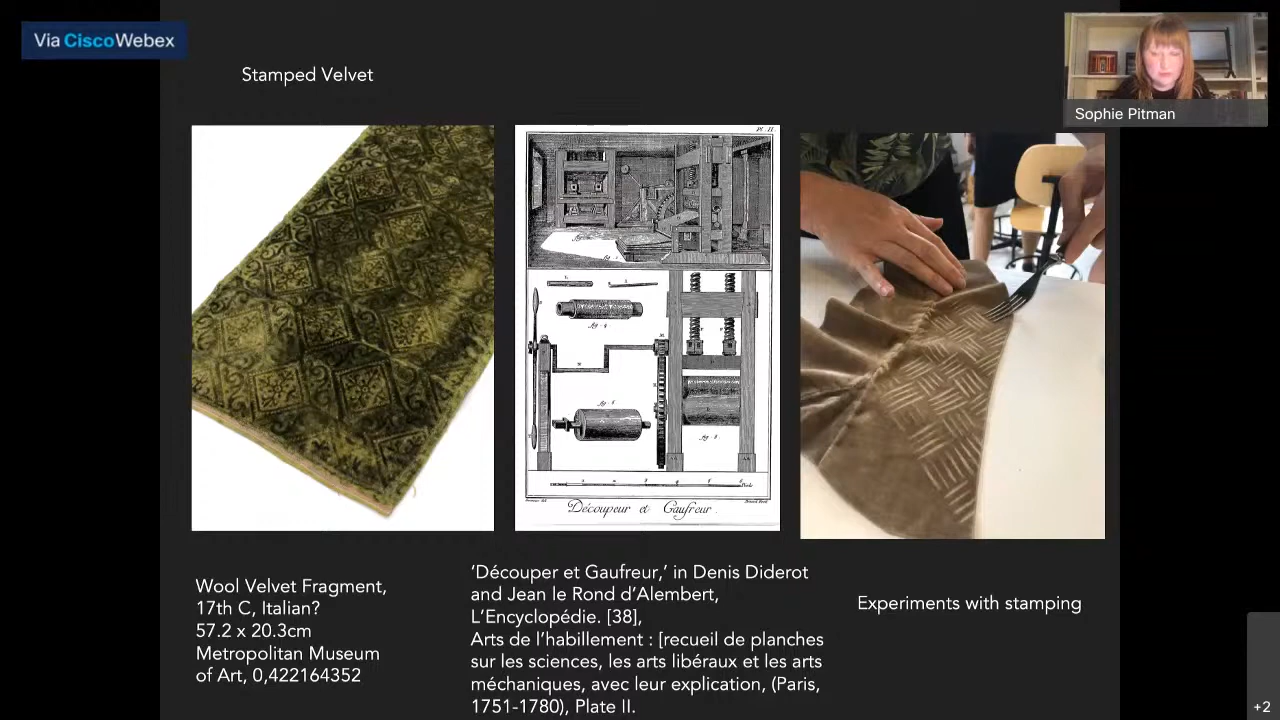 Via CiscoWebex
Stamped Velvet
Sophie Pitman
Pl. II.
Découpeur et Gaufreur.
Wool Velvet Fragment,
17th C, Italian?
57.2 x 20.3cm
Metropolitan Museum
of Art, 0,422164352
‘Découper et Gaufreur,’ in Denis Diderot
and Jean le Rond d’Alembert,
L’Encyclopédie. [38],
Arts de l’habillement : [recueil de planches
sur les sciences, les arts libéraux et les arts
méchaniques, avec leur explication, (Paris,
1751-1780), Plate II.
Experiments with stamping
+2